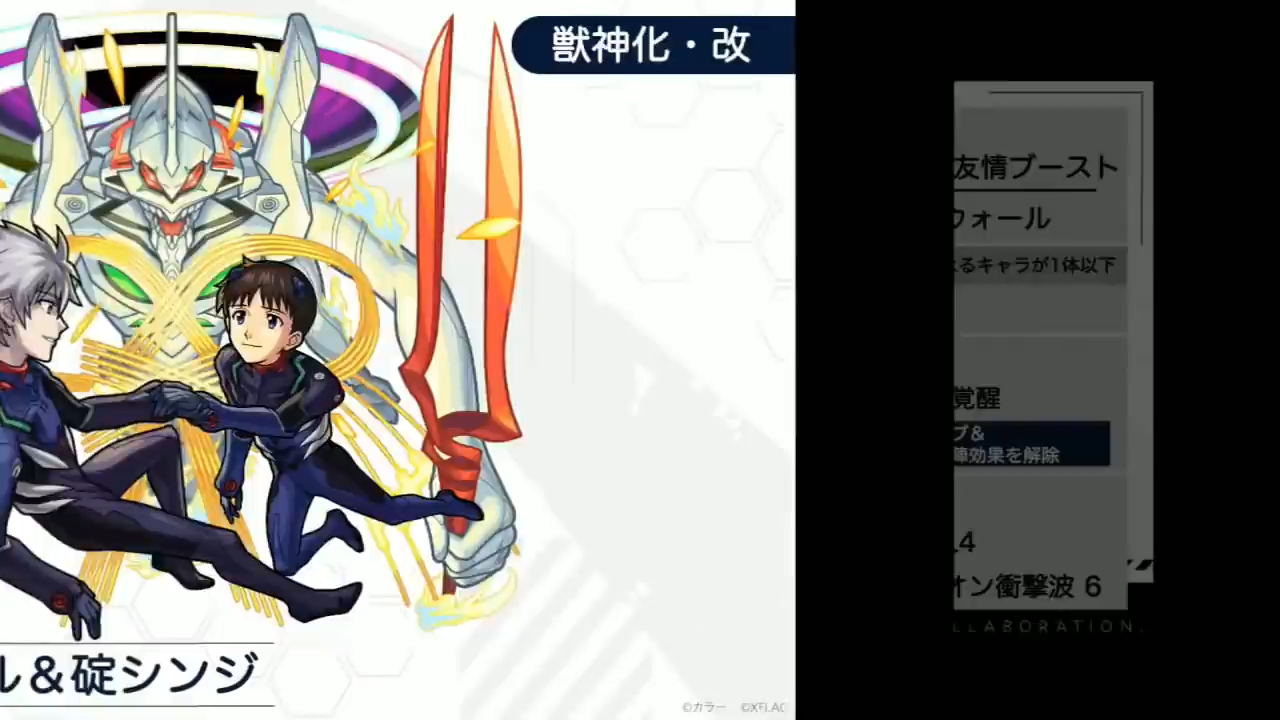 獣神化・改
友情ブースト
ウォール
るキャラが1体以下
覚醒
プ&
陣効果を解除
4
オン衝撃波 6
LLABORATION.
ル&碇シンジ
©カラー ©XFLAG